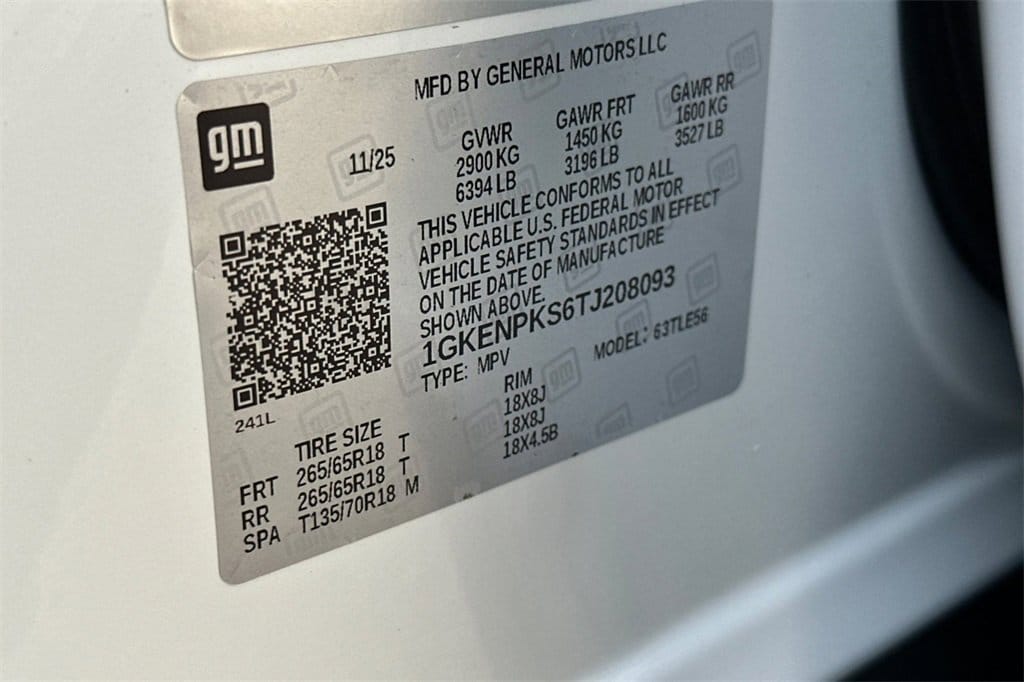 MFD BY GENERAL MOTORS LLC
gm
11/25
GVWR GAWR FRT GAWR RR
2900 KG 1450 KG 1600 KG
6394 LB 3196 LB 3527 LB
THIS VEHICLE CONFORMS TO ALL
APPLICABLE U.S. FEDERAL MOTOR
VEHICLE SAFETY STANDARDS IN EFFECT
ON THE DATE OF MANUFACTURE
SHOWN ABOVE.
1GKENPKS6TJ208093
TYPE: MPV MODEL: 63TLE56
241L
TIRE SIZE RIM
FRT 265/65R18 T 18X8J
RR 265/65R18 T 18X8J
SPA T135/70R18 M 18X4.5B